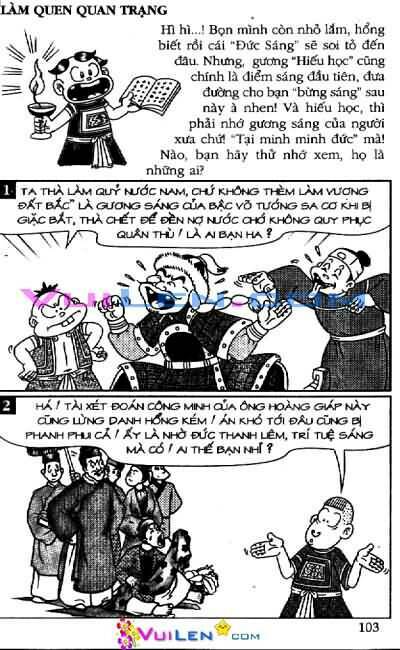 LÀM QUEN QUAN TRẠNG
Hì hì...! Bọn mình còn nhỏ lắm, hổng
biết rồi cái "Đức Sáng" sẽ soi tỏ đến
đâu. Nhưng, gương "Hiếu học" cũng
chính là điểm sáng đầu tiên, đưa
đường cho bạn "bừng sáng" sau
này à nhen! Và hiếu học, thì
phải nhớ gương sáng của người
xưa chứ! "Tại minh minh đức" mà!
Nào, bạn hãy thử nhớ xem, họ là
những ai?
1
TA THÀ LÀM QUỶ NƯỚC NAM, CHỨ KHÔNG THÈM LÀM VƯƠNG
ĐẤT BẮC" LÀ GƯƠNG SÁNG CỦA BẬC VÕ TƯỚNG SA CƠ KHI BỊ
GIẶC BẮT, THÀ CHẾT ĐỂ ĐỀN NỢ NƯỚC CHỚ KHÔNG QUY PHỤC
QUÂN THÙ! LÀ AI BẠN HA?
VUILEN.COM
2
HÁ! TÀI XÉT ĐOÁN CÔNG MINH CỦA ÔNG HOÀNG GIÁP NÀY
CŨNG LỪNG DANH HỔNG KÉM! ÁN KHÓ TỚI ĐÂU CŨNG BỊ
PHANH PHUI CẢ! ẤY LÀ NHỜ ĐỨC THANH LIÊM, TRÍ TUỆ SÁNG
MÀ CÓ! AI THẾ BẠN NHỈ?
103
VUILEN.COM